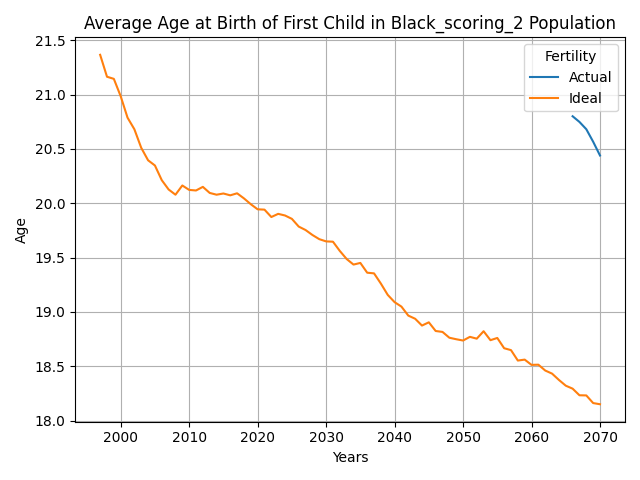 Average Age at Birth of First Child in Black_scoring_2 Population
21.5
21.0
20.5
20.0
19.5
19.0
18.5
18.0
Age
Fertility
Actual
Ideal
2000 2010 2020 2030 2040 2050 2060 2070
Years